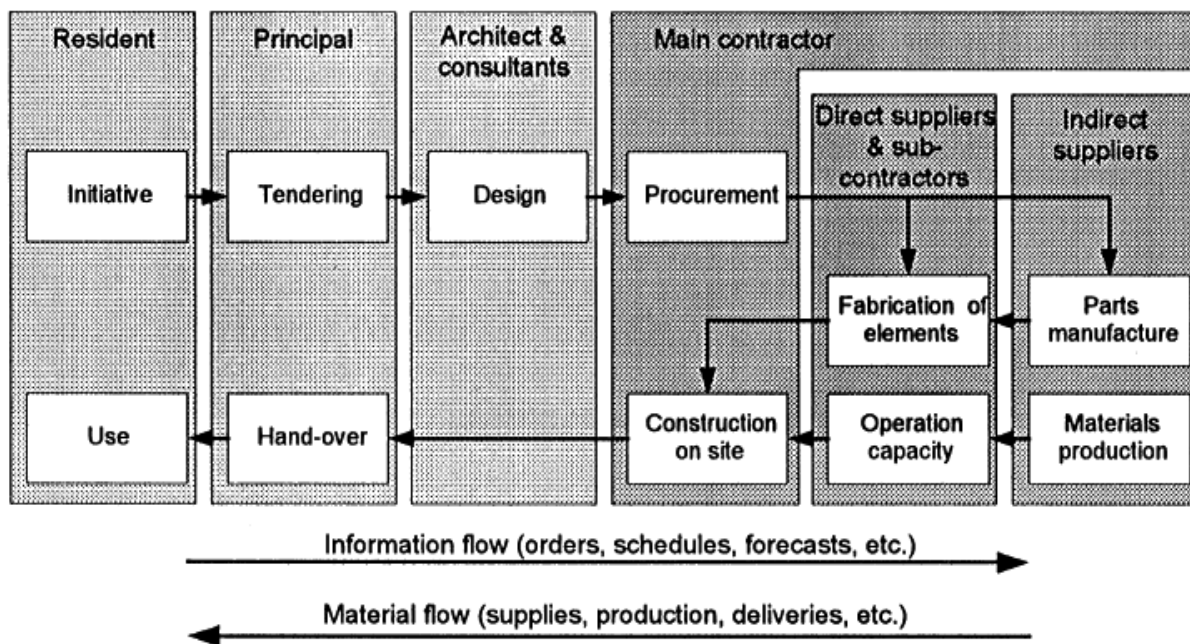 Resident
Principal
Architect &
consultants
Main contractor
Direct suppliers
& sub-
contractors
Indirect
suppliers
Initiative
Tendering
Design
Procurement
Fabrication of
elements
Parts
manufacture
Use
Hand-over
Construction
on site
Operation
capacity
Materials
production
Information flow (orders, schedules, forecasts, etc.)
Material flow (supplies, production, deliveries, etc.)